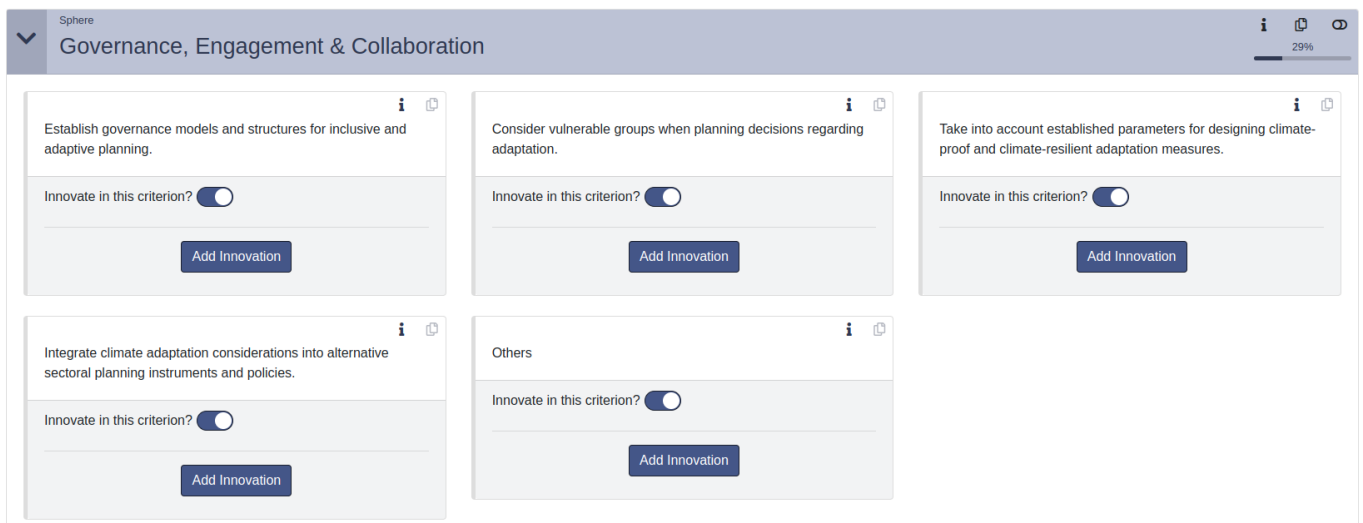 Sphere
Governance, Engagement & Collaboration
29%
Establish governance models and structures for inclusive and
adaptive planning.
Innovate in this criterion?
Add Innovation
Consider vulnerable groups when planning decisions regarding
adaptation.
Innovate in this criterion?
Add Innovation
Take into account established parameters for designing climate-
proof and climate-resilient adaptation measures.
Innovate in this criterion?
Add Innovation
Integrate climate adaptation considerations into alternative
sectoral planning instruments and policies.
Innovate in this criterion?
Add Innovation
Others
Innovate in this criterion?
Add Innovation